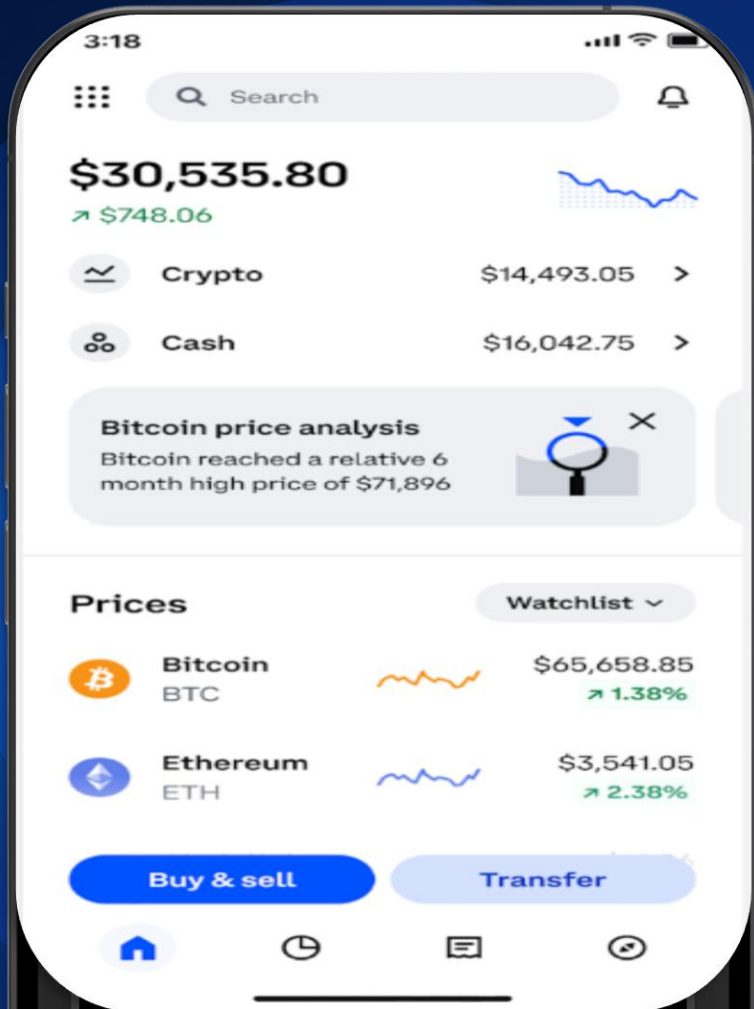 3:18
Search
$30,535.80
↗ $748.06
Crypto $14,493.05 >
Cash $16,042.75 >
Bitcoin price analysis
Bitcoin reached a relative 6
month high price of $71,896
Prices Watchlist
Bitcoin $65,658.85
BTC ↗ 1.38%
Ethereum $3,541.05
ETH ↗ 2.38%
Buy & sell Transfer